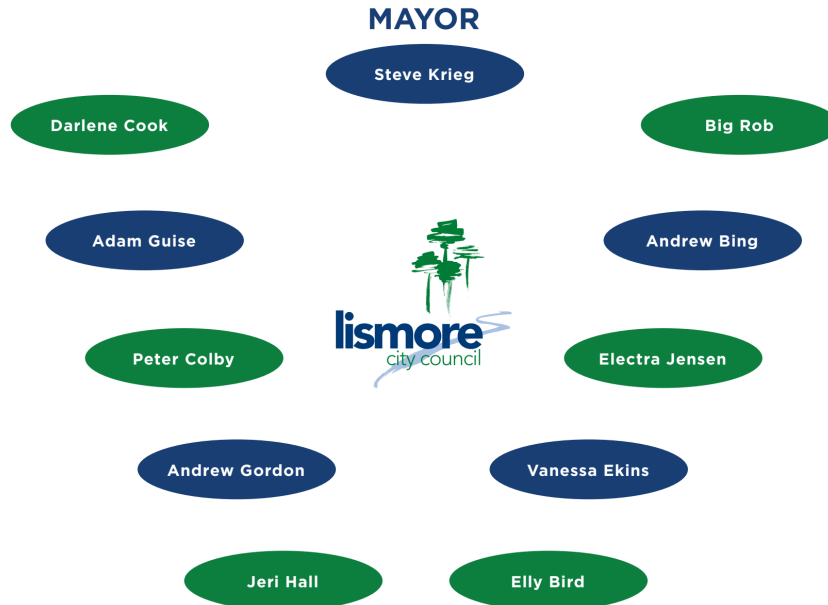 MAYOR
Steve Krieg
Darlene Cook
Big Rob
Adam Guise
Andrew Bing
lismore
city council
Peter Colby
Electra Jensen
Andrew Gordon
Vanessa Ekins
Jeri Hall
Elly Bird